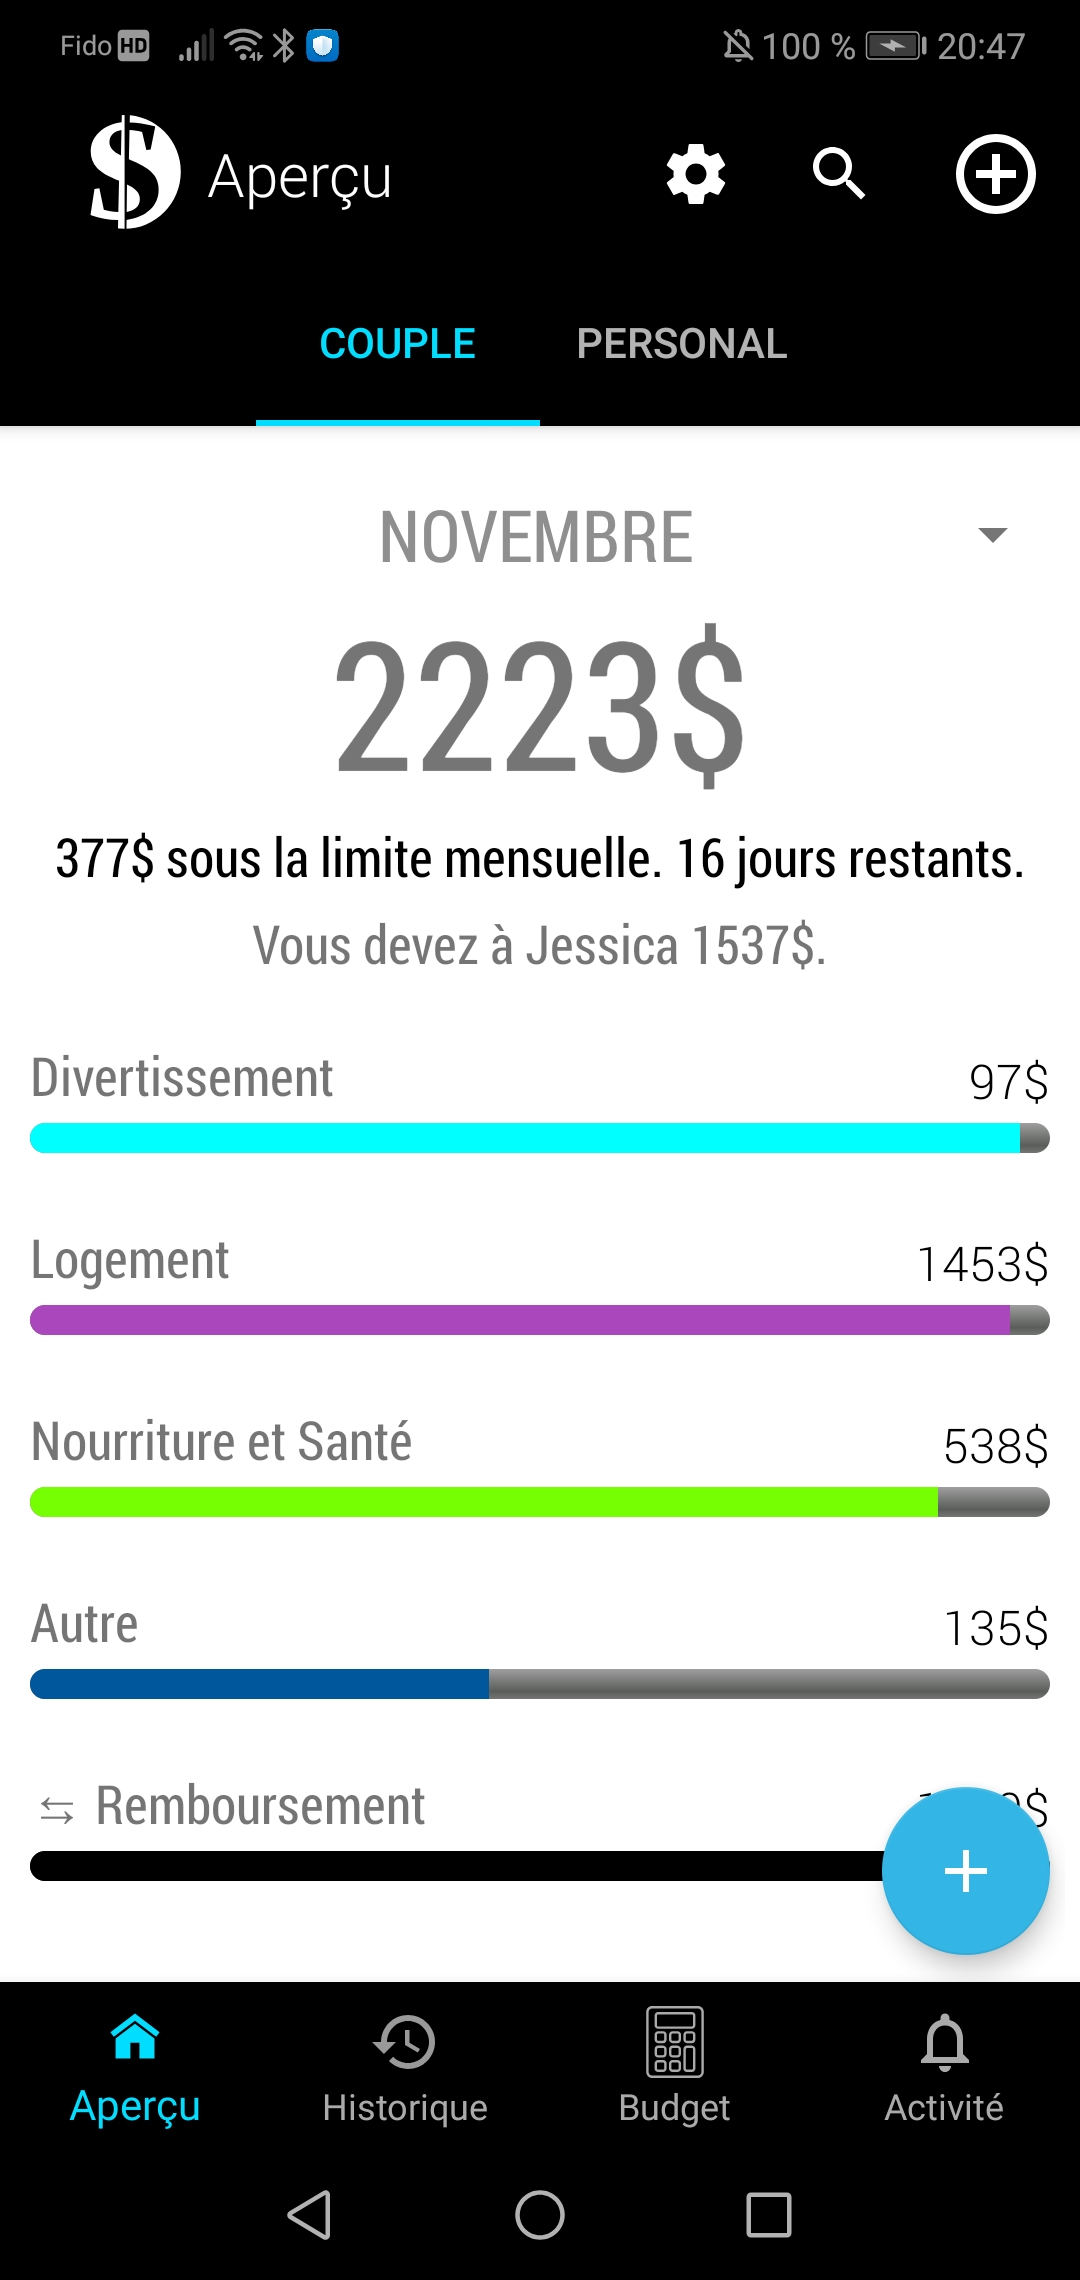 Fido HD 100 % 20:47
Aperçu
COUPLE PERSONAL
NOVEMBRE
2223$
377$ sous la limite mensuelle. 16 jours restants.
Vous devez à Jessica 1537$.
Divertissement 97$
Logement 1453$
Nourriture et Santé 538$
Autre 135$
Remboursement
Aperçu Historique Budget Activité